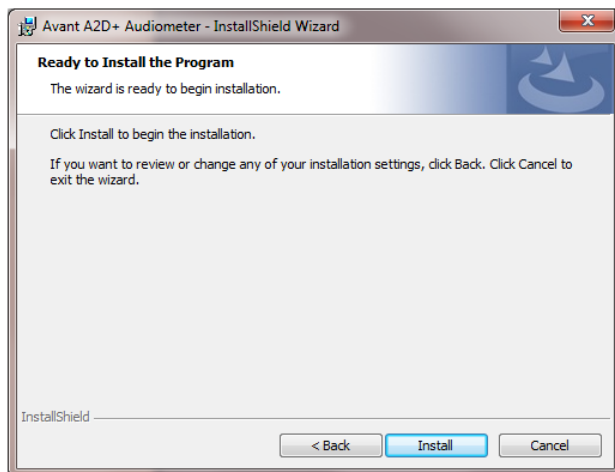 Avant A2D+ Audiometer - InstallShield Wizard
Ready to Install the Program
The wizard is ready to begin installation.
Click Install to begin the installation.
If you want to review or change any of your installation settings, click Back. Click Cancel to
exit the wizard.
InstallShield
< Back
Install
Cancel